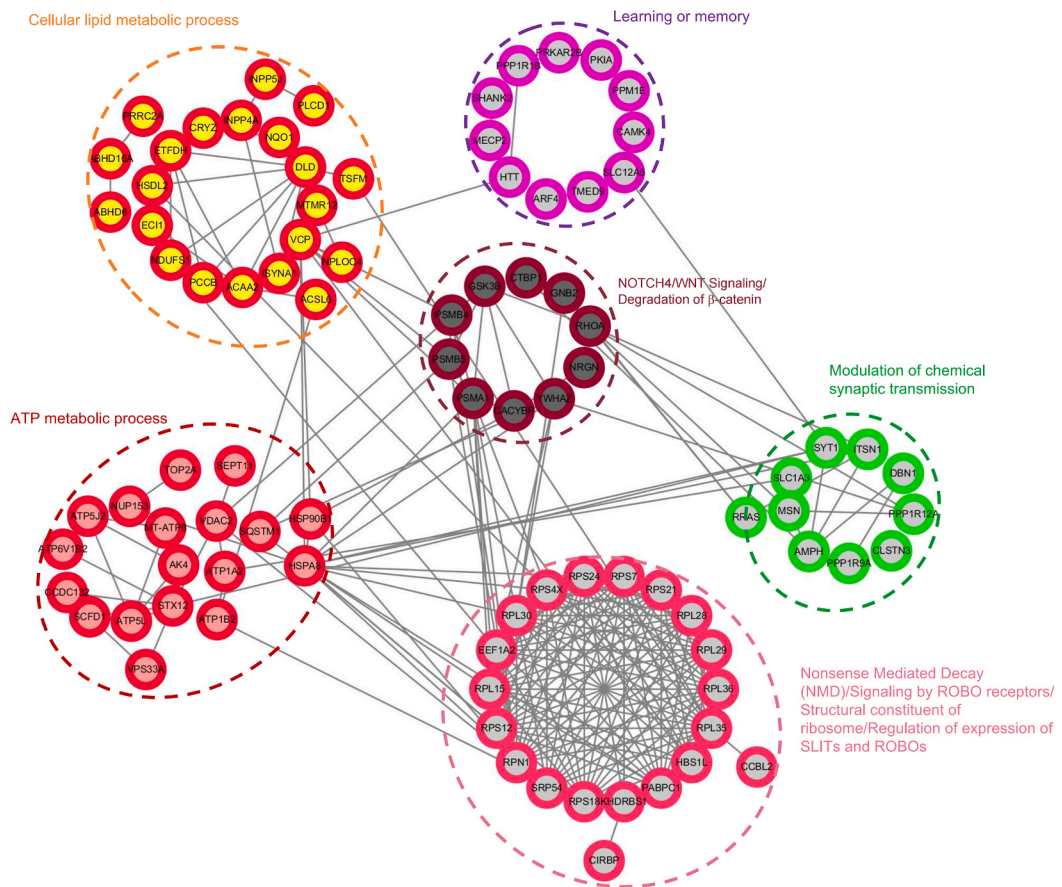 Cellular lipid metabolic process
Learning or memory
INPP5J
PLCD1
PRRC2A
CRYZ
INPP4A
NQO1
ETFDH
DLD
TSFM
ABHD16A
HSDL2
MTMR12
ABHD6
ECI1
VCP
NDUFS1
NPLOC4
PCCB
ACAA2
ISYNA1
ACSL6
PRKAR2B
PPP1R1B
PKIA
SHANK2
PPM1E
MECP2
CAMK4
HTT
SLC12A5
ARF4
TMED9
NOTCH4/WNT Signaling/
Degradation of β-catenin
CTBP1
GSK3B
GNB2
PSMB4
RHOA
PSMB5
NRGN
PSMA1
YWHAZ
CACYBP
Modulation of chemical
synaptic transmission
SYT1
ITSN1
SLC1A3
DBN1
RRAS
MSN
PPP1R12A
AMPH
PPP1R9A
CLSTN3
ATP metabolic process
TOP2A
SEPT11
NUP153
ATP5J2
MT-ATP8
VDAC2
SQSTM1
HSP90B1
ATP6V1B2
AK4
ATP1A2
HSPA8
CCDC132
STX12
SCFD1
ATP5L
ATP1B2
VPS33A
RPS24
RPS7
RPS4X
RPS21
RPL30
RPL28
EEF1A2
RPL29
RPL15
RPL36
RPS12
RPL35
RPN1
HBS1L
CCBL2
SRP54
PABPC1
RPS18
KHDRBS1
CIRBP
Nonsense Mediated Decay
(NMD)/Signaling by ROBO receptors/
Structural constituent of
ribosome/Regulation of expression of
SLITs and ROBOs